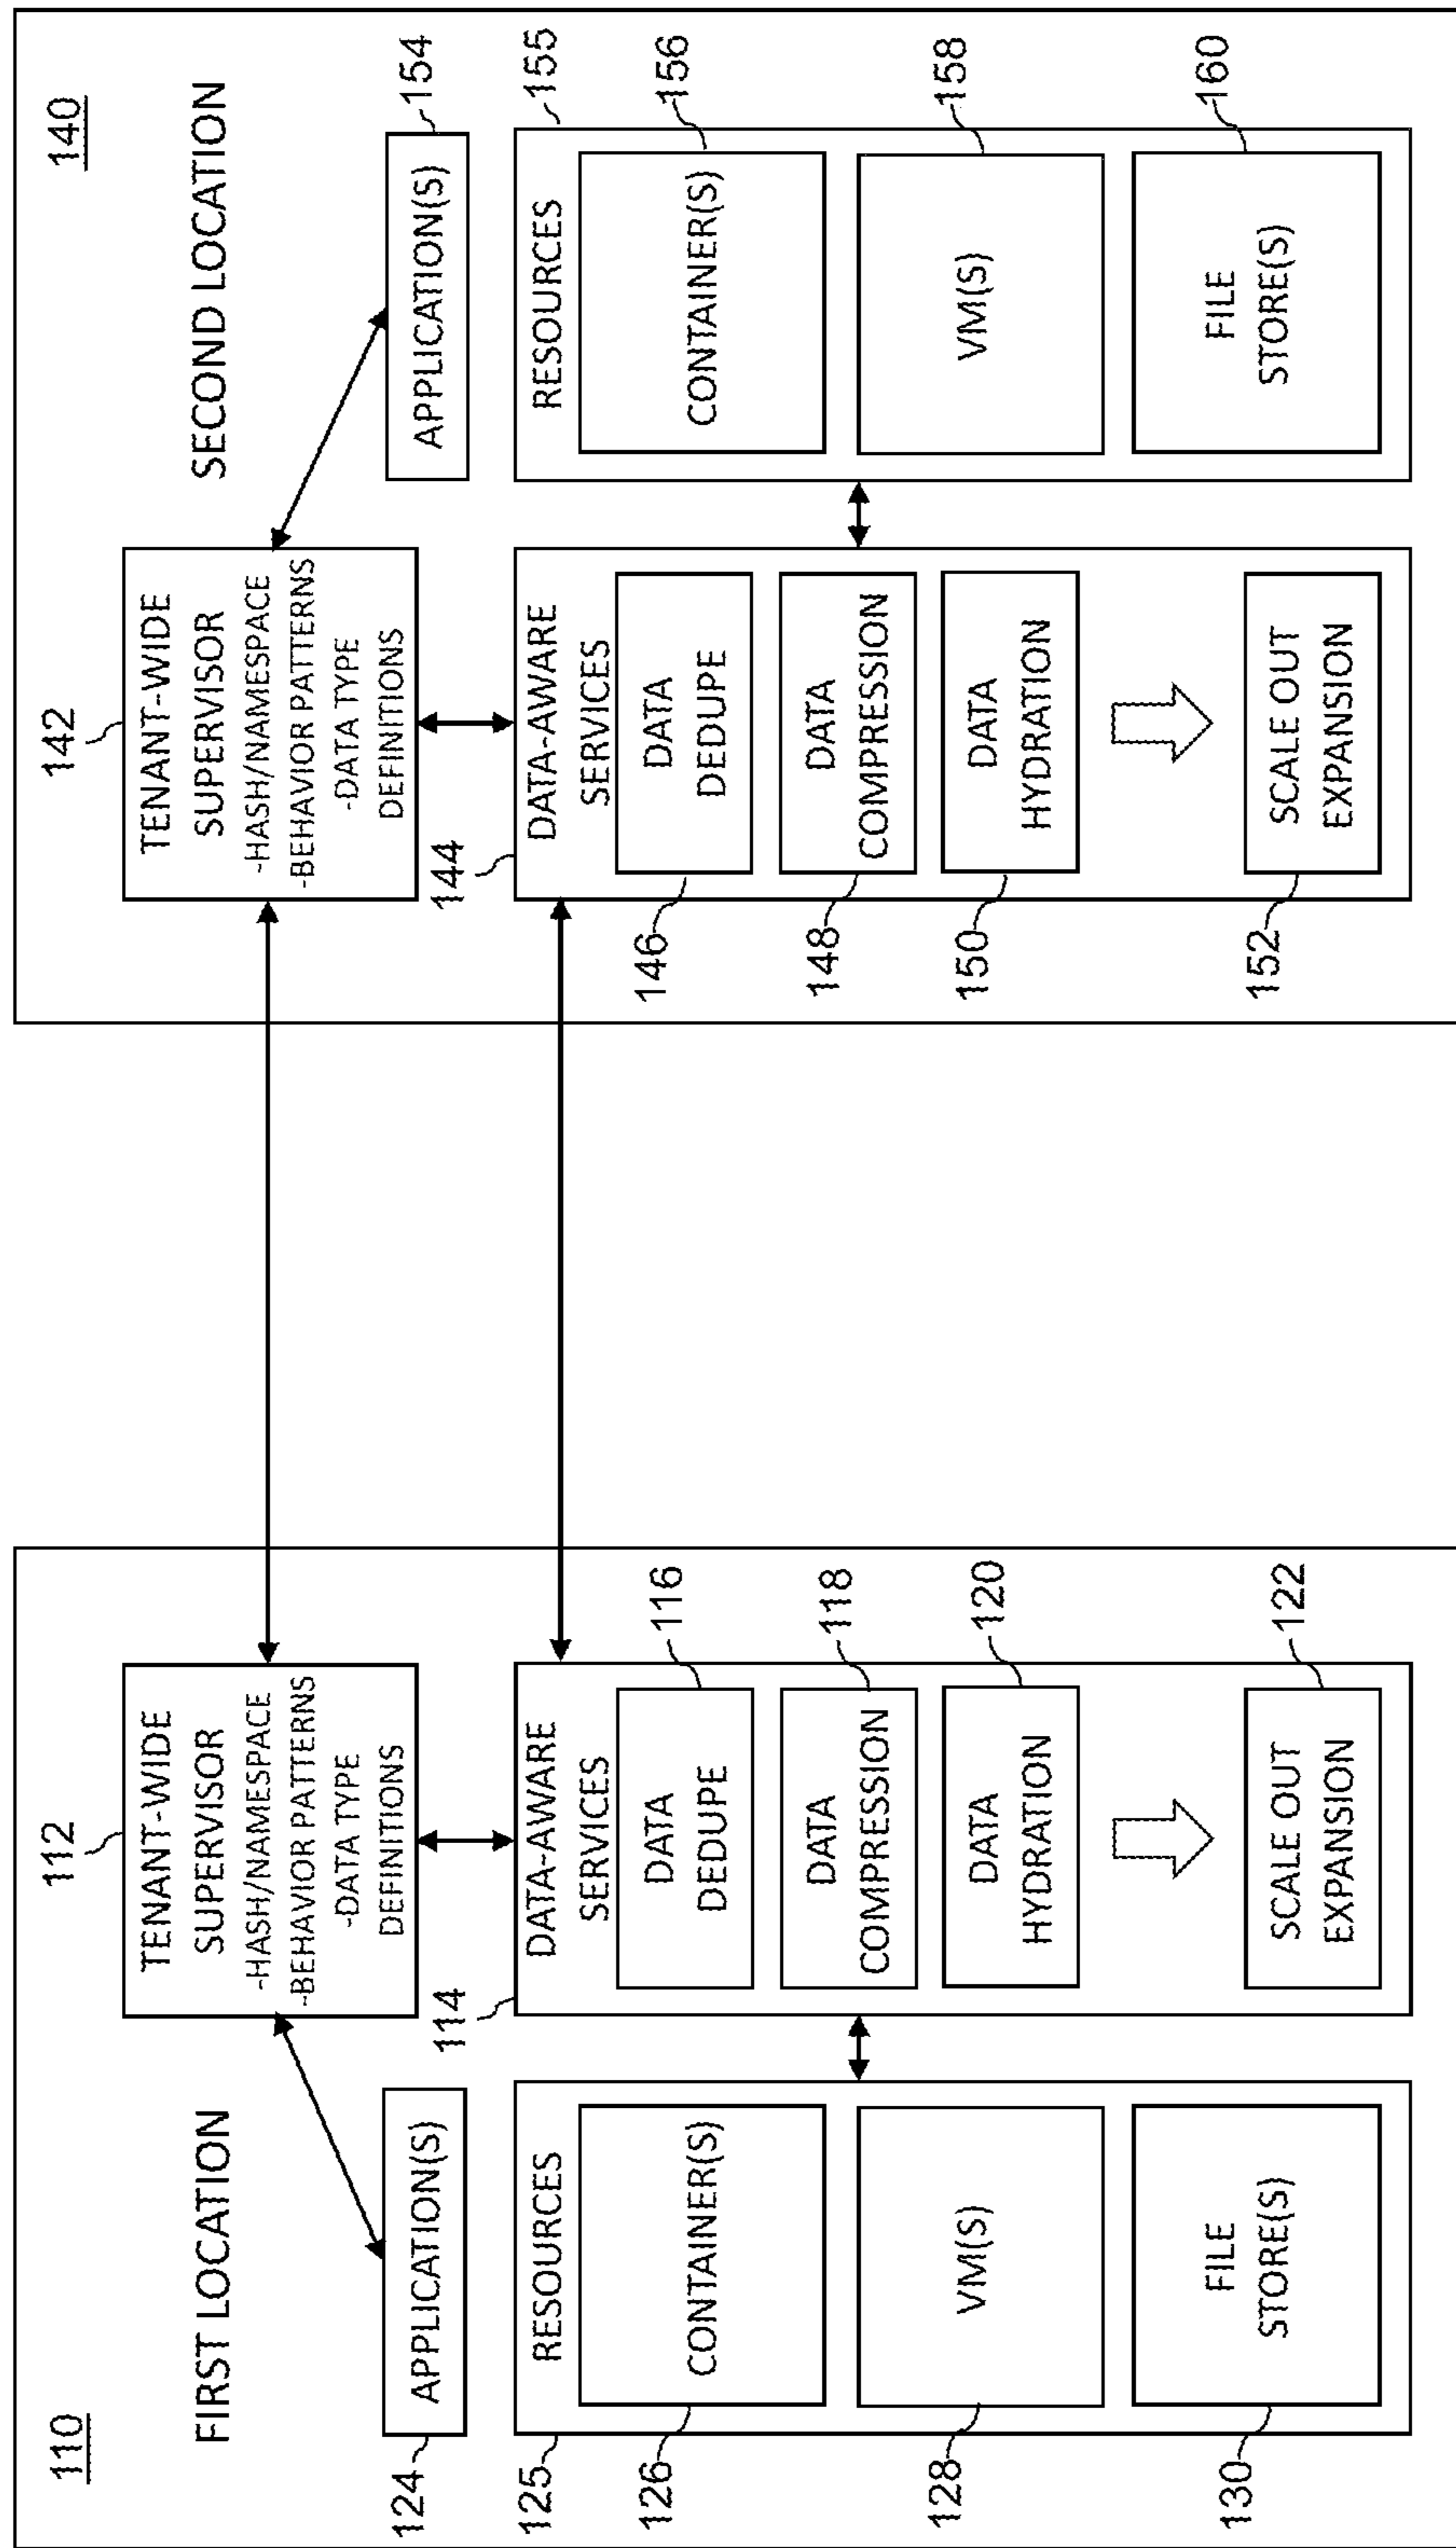 110
FIRST LOCATION
112
TENANT-WIDE
SUPERVISOR
-HASH/NAMESPACE
-BEHAVIOR PATTERNS
-DATA TYPE
DEFINITIONS
124
APPLICATION(S)
125
RESOURCES
126
CONTAINER(S)
128
VM(S)
130
FILE
STORE(S)
114
DATA-AWARE
SERVICES
DATA
DEDUPE
116
DATA
COMPRESSION
118
DATA
HYDRATION
120
SCALE OUT
EXPANSION
122
140
SECOND LOCATION
142
TENANT-WIDE
SUPERVISOR
-HASH/NAMESPACE
-BEHAVIOR PATTERNS
-DATA TYPE
DEFINITIONS
144
DATA-AWARE
SERVICES
146
DATA
DEDUPE
148
DATA
COMPRESSION
150
DATA
HYDRATION
152
SCALE OUT
EXPANSION
APPLICATION(S)
154
RESOURCES
155
CONTAINER(S)
156
VM(S)
158
FILE
STORE(S)
160